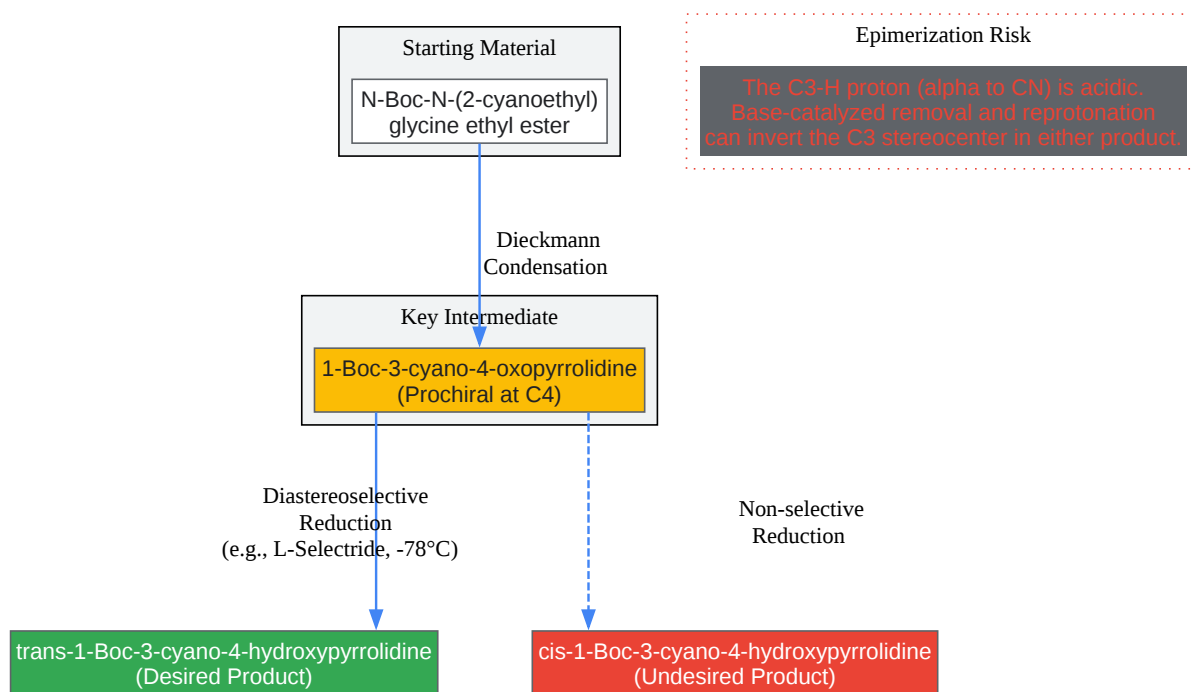 Starting Material
N-Boc-N-(2-cyanoethyl)
glycine ethyl ester
Epimerization Risk
The C3-H proton (alpha to CN) is acidic.
Base-catalyzed removal and reprotonation
can invert the C3 stereocenter in either product.
Dieckmann
Condensation
Key Intermediate
1-Boc-3-cyano-4-oxopyrrolidine
(Prochiral at C4)
Diastereoselective
Reduction
(e.g., L-Selectride, -78°C)
Non-selective
Reduction
trans-1-Boc-3-cyano-4-hydroxypyrrolidine
(Desired Product)
cis-1-Boc-3-cyano-4-hydroxypyrrolidine
(Undesired Product)